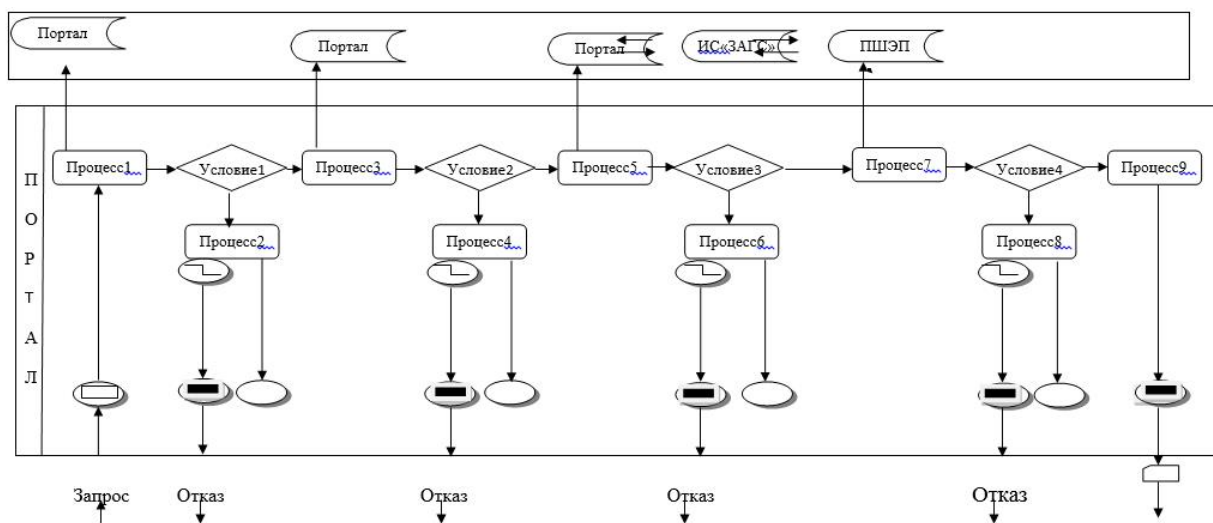 Портал
Портал
Портал
ИС«ЗАГС»
ПШЭП
П
О
Р
Т
А
Л
Процесс1
Условие1
Процесс3
Условие2
Процесс5
Условие3
Процесс7
Условие4
Процесс9
Процесс2
Процесс4
Процесс6
Процесс8
Запрос
Отказ
Отказ
Отказ
Отказ